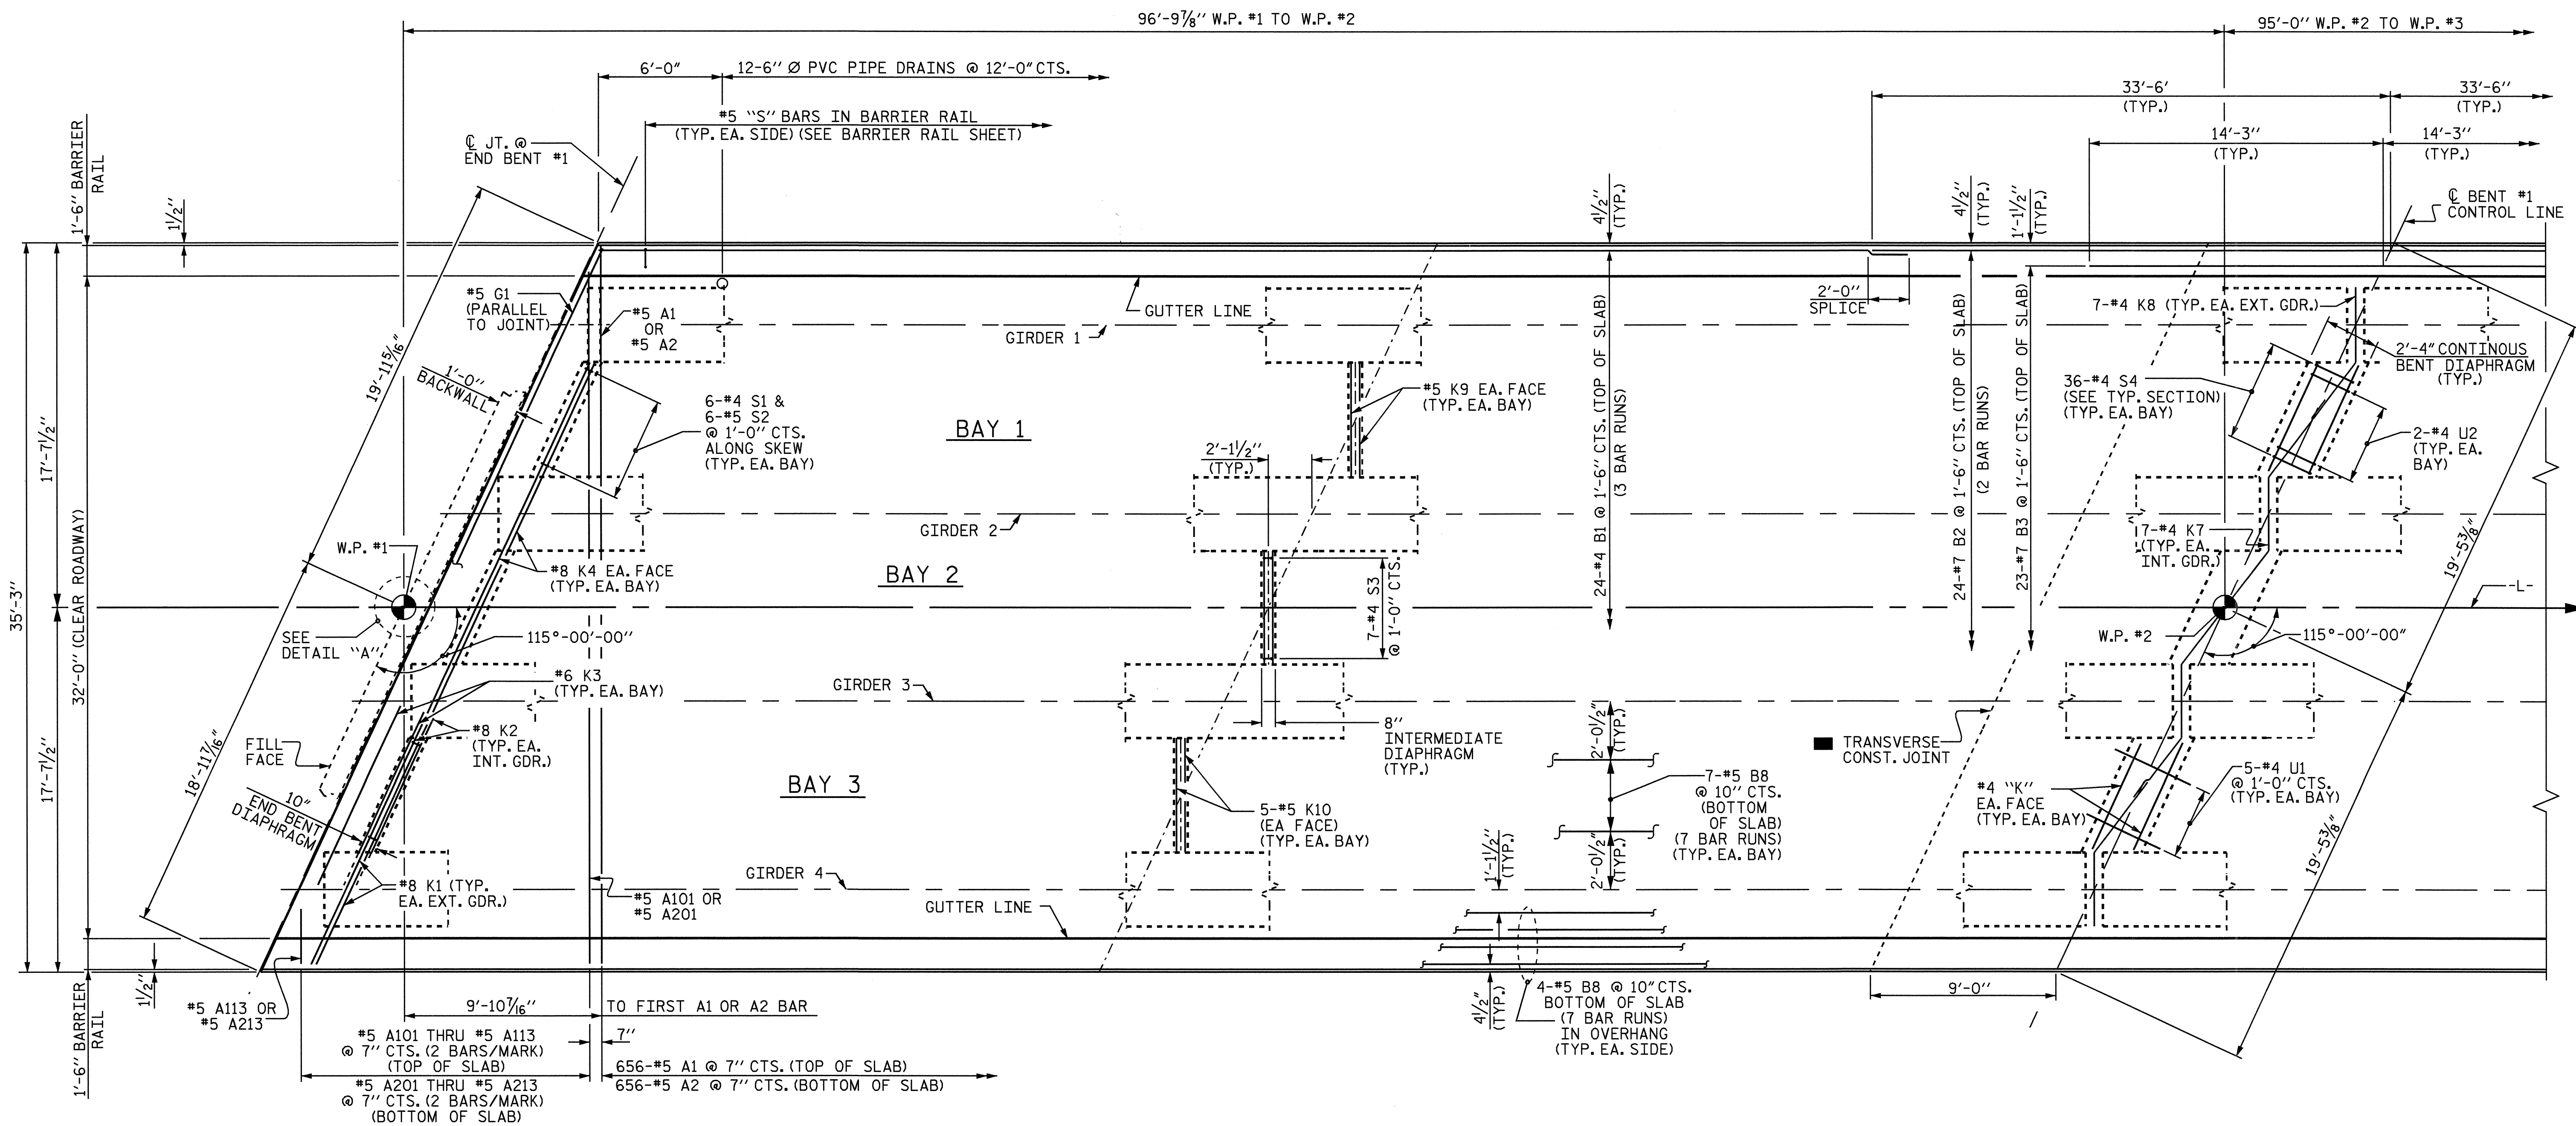 96'-9⅞" W.P. #1 TO W.P. #2
95'-0" W.P. #2 TO W.P. #3
6'-0"
12-6" Ø PVC PIPE DRAINS @ 12'-0" CTS.
33'-6'
(TYP.)
33'-6"
(TYP.)
#5 "S" BARS IN BARRIER RAIL
(TYP. EA. SIDE) (SEE BARRIER RAIL SHEET)
14'-3"
(TYP.)
14'-3"
(TYP.)
℄ JT. @
END BENT #1
1'-6" BARRIER
RAIL
1½"
4½"
(TYP.)
4½"
(TYP.)
1'-1½"
(TYP.)
℄ BENT #1
CONTROL LINE
#5 G1
(PARALLEL
TO JOINT)
#5 A1
OR
#5 A2
GUTTER LINE
GIRDER 1
2'-0"
SPLICE
7-#4 K8 (TYP. EA. EXT. GDR.)
2'-4" CONTINOUS
BENT DIAPHRAGM
(TYP.)
19'-11 5/16"
1'-0"
BACKWALL
6-#4 S1 &
6-#5 S2
@ 1'-0" CTS.
ALONG SKEW
(TYP. EA. BAY)
BAY 1
#5 K9 EA. FACE
(TYP. EA. BAY)
36-#4 S4
(SEE TYP. SECTION)
(TYP. EA. BAY)
2-#4 U2
(TYP. EA.
BAY)
2'-1½"
(TYP.)
24-#4 B1 @ 1'-6" CTS. (TOP OF SLAB)
(3 BAR RUNS)
24-#7 B2 @ 1'-6" CTS. (TOP OF SLAB)
(2 BAR RUNS)
23-#7 B3 @ 1'-6" CTS. (TOP OF SLAB)
17'-7½"
35'-3"
32'-0" (CLEAR ROADWAY)
GIRDER 2
W.P. #1
#8 K4 EA. FACE
(TYP. EA. BAY)
BAY 2
7-#4 S3
@ 1'-0" CTS.
7-#4 K7
(TYP. EA.
INT. GDR.)
19'-5⅜"
-L-
SEE
DETAIL "A"
115°-00'-00"
W.P. #2
115°-00'-00"
#6 K3
(TYP. EA. BAY)
GIRDER 3
17'-7½"
18'-11 7/16"
FILL
FACE
#8 K2
(TYP. EA.
INT. GDR.)
8"
INTERMEDIATE
DIAPHRAGM
(TYP.)
2'-0½"
(TYP.)
TRANSVERSE
CONST. JOINT
BAY 3
10"
END BENT
DIAPHRAGM
5-#5 K10
(EA FACE)
(TYP. EA. BAY)
7-#5 B8
@ 10" CTS.
(BOTTOM
OF SLAB)
(7 BAR RUNS)
(TYP. EA. BAY)
#4 "K"
EA. FACE
(TYP. EA. BAY)
5-#4 U1
@ 1'-0" CTS.
(TYP. EA. BAY)
19'-5⅜"
1'-1½"
(TYP.)
2'-0½"
(TYP.)
GIRDER 4
#8 K1 (TYP.
EA. EXT. GDR.)
#5 A101 OR
#5 A201
GUTTER LINE
1½"
1'-6" BARRIER
RAIL
#5 A113 OR
#5 A213
9'-10 7/16"
TO FIRST A1 OR A2 BAR
4½"
(TYP.)
4-#5 B8 @ 10" CTS.
BOTTOM OF SLAB
(7 BAR RUNS)
IN OVERHANG
(TYP. EA. SIDE)
9'-0"
#5 A101 THRU #5 A113
@ 7" CTS. (2 BARS/MARK)
(TOP OF SLAB)
7"
656-#5 A1 @ 7" CTS. (TOP OF SLAB)
#5 A201 THRU #5 A213
@ 7" CTS. (2 BARS/MARK)
(BOTTOM OF SLAB)
656-#5 A2 @ 7" CTS. (BOTTOM OF SLAB)